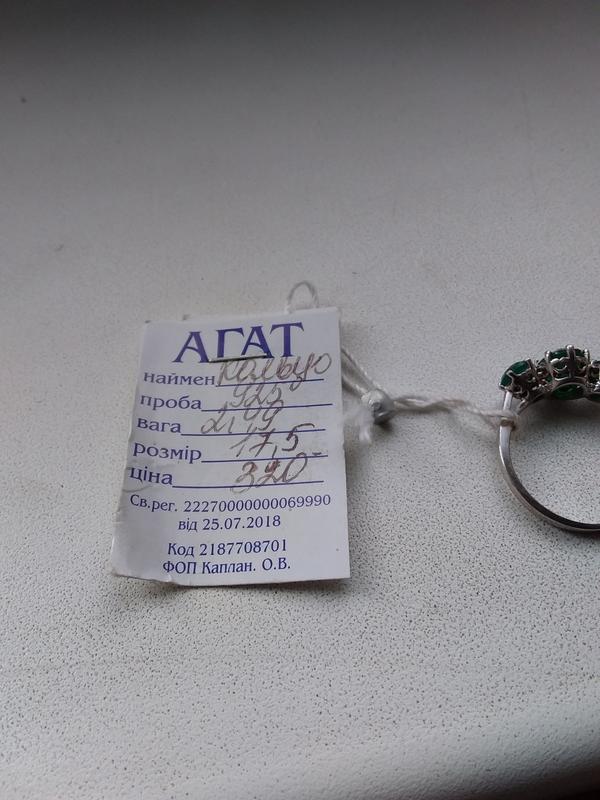 АГАТ
наймен кольцо
проба 925°
вага 2,99
розмір 17,5
ціна 320-
Св.рег. 22270000000069990
від 25.07.2018
Код 2187708701
ФОП Каплан. О.В.